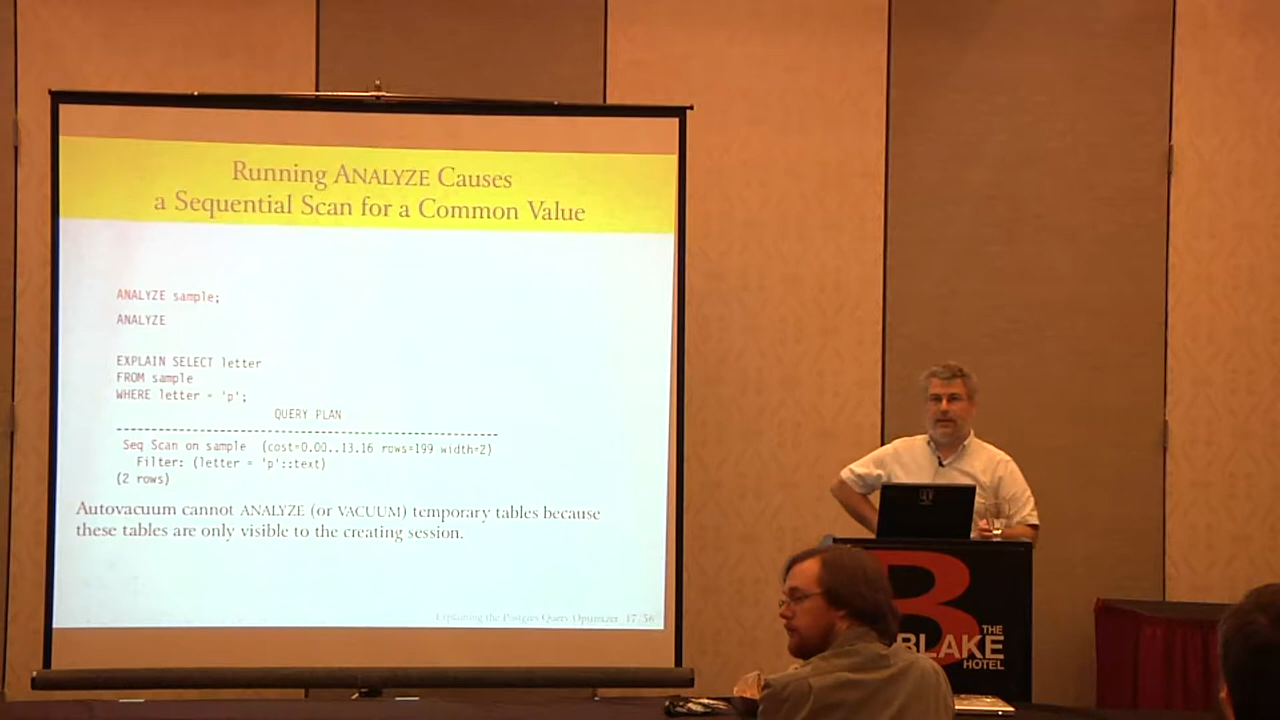 Running ANALYZE Causes
a Sequential Scan for a Common Value
ANALYZE sample;
ANALYZE
EXPLAIN SELECT letter
FROM sample
WHERE letter = 'p';
QUERY PLAN
-------------------------------------------------------
Seq Scan on sample (cost=0.00..13.16 rows=199 width=2)
Filter: (letter = 'p'::text)
(2 rows)
Autovacuum cannot ANALYZE (or VACUUM) temporary tables because
these tables are only visible to the creating session.
Explaining the Postgres Query Optimizer 17/56
B
THE
BLAKE
HOTEL